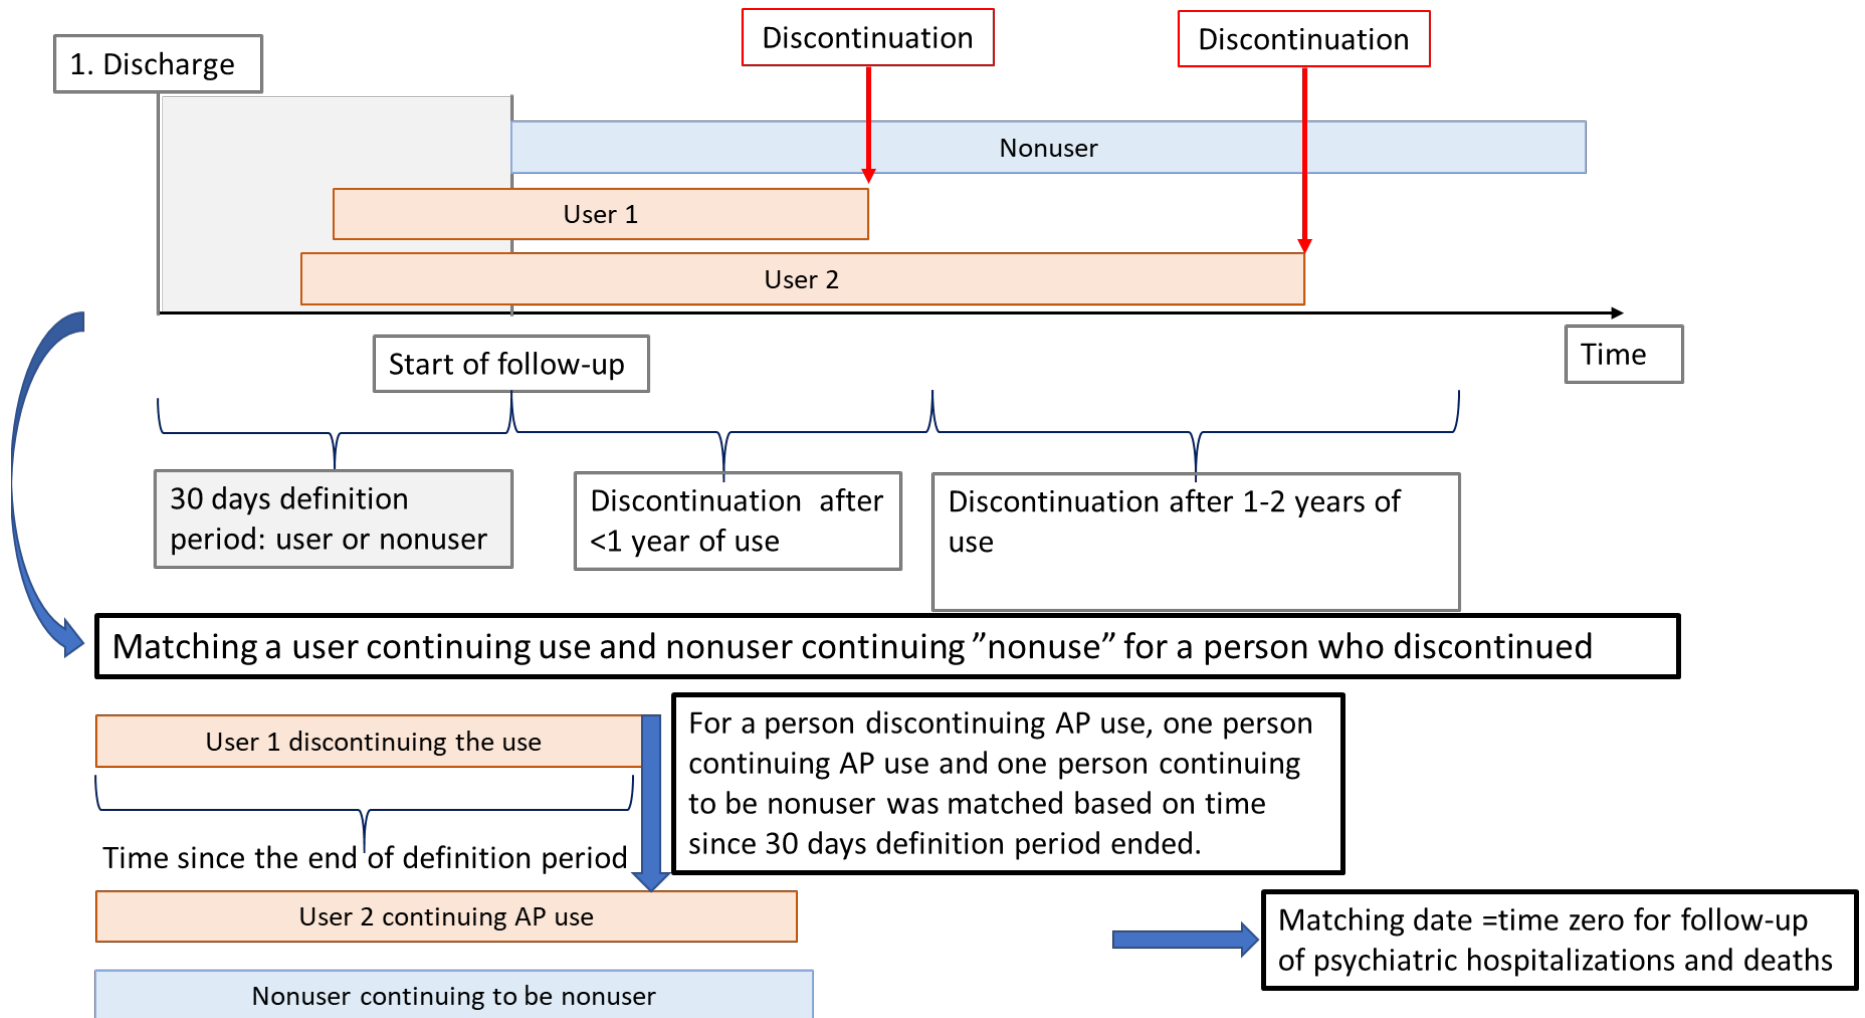 1. Discharge
Discontinuation
Discontinuation
Nonuser
User 1
User 2
Start of follow-up
Time
30 days definition
period: user or nonuser
Discontinuation after
<1 year of use
Discontinuation after 1-2 years of
use
Matching a user continuing use and nonuser continuing ”nonuse” for a person who discontinued
User 1 discontinuing the use
Time since the end of definition period
For a person discontinuing AP use, one person
continuing AP use and one person continuing
to be nonuser was matched based on time
since 30 days definition period ended.
User 2 continuing AP use
Nonuser continuing to be nonuser
Matching date =time zero for follow-up
of psychiatric hospitalizations and deaths